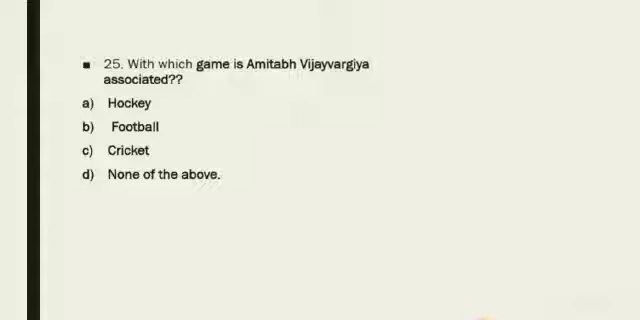 ▪ 25. With which game is Amitabh Vijayvargiya
associated??
a) Hockey
b) Football
c) Cricket
d) None of the above.